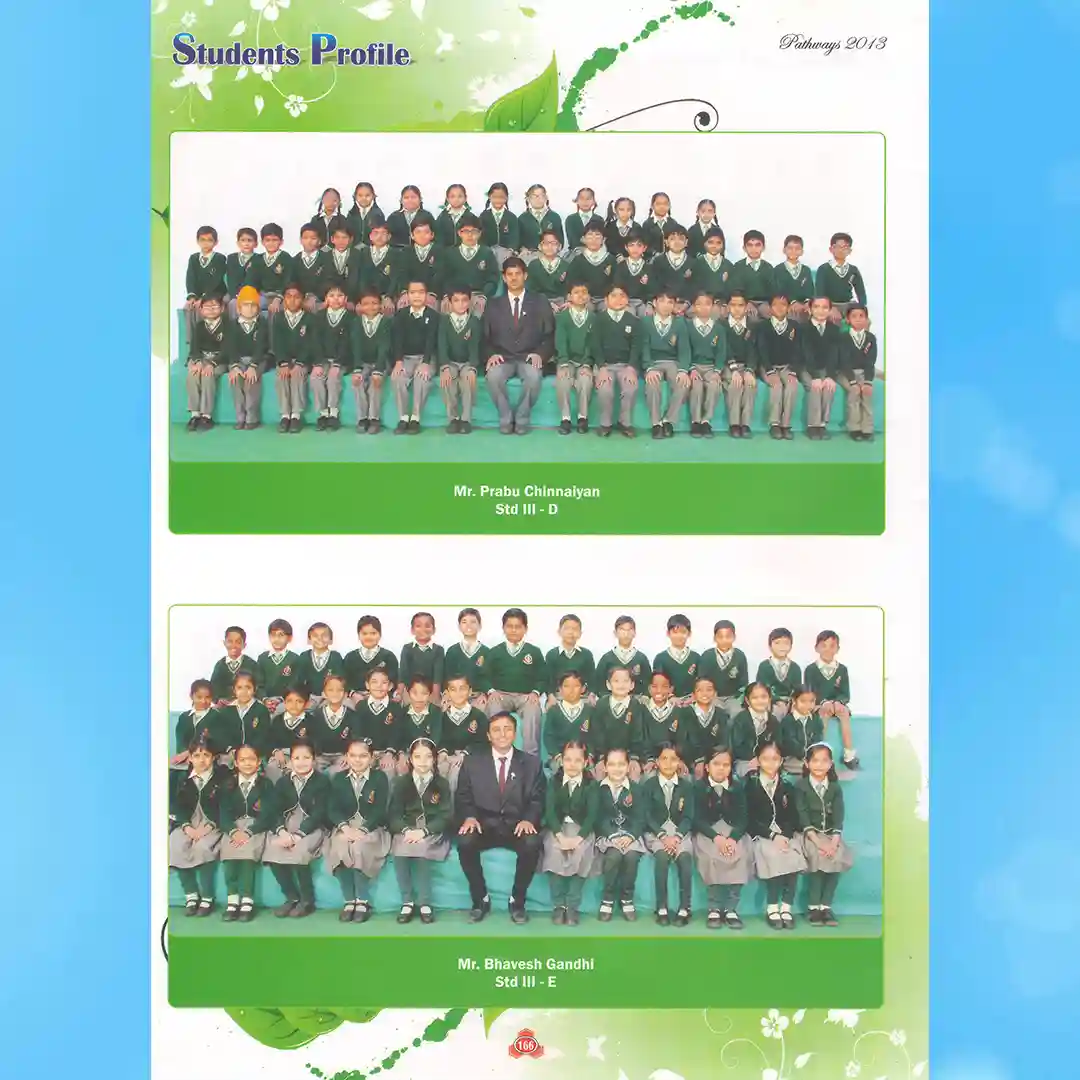 Students Profile
Pathways 2013
Mr. Prabu Chinnaiyan
Std III - D
Mr. Bhavesh Gandhi
Std III - E
166